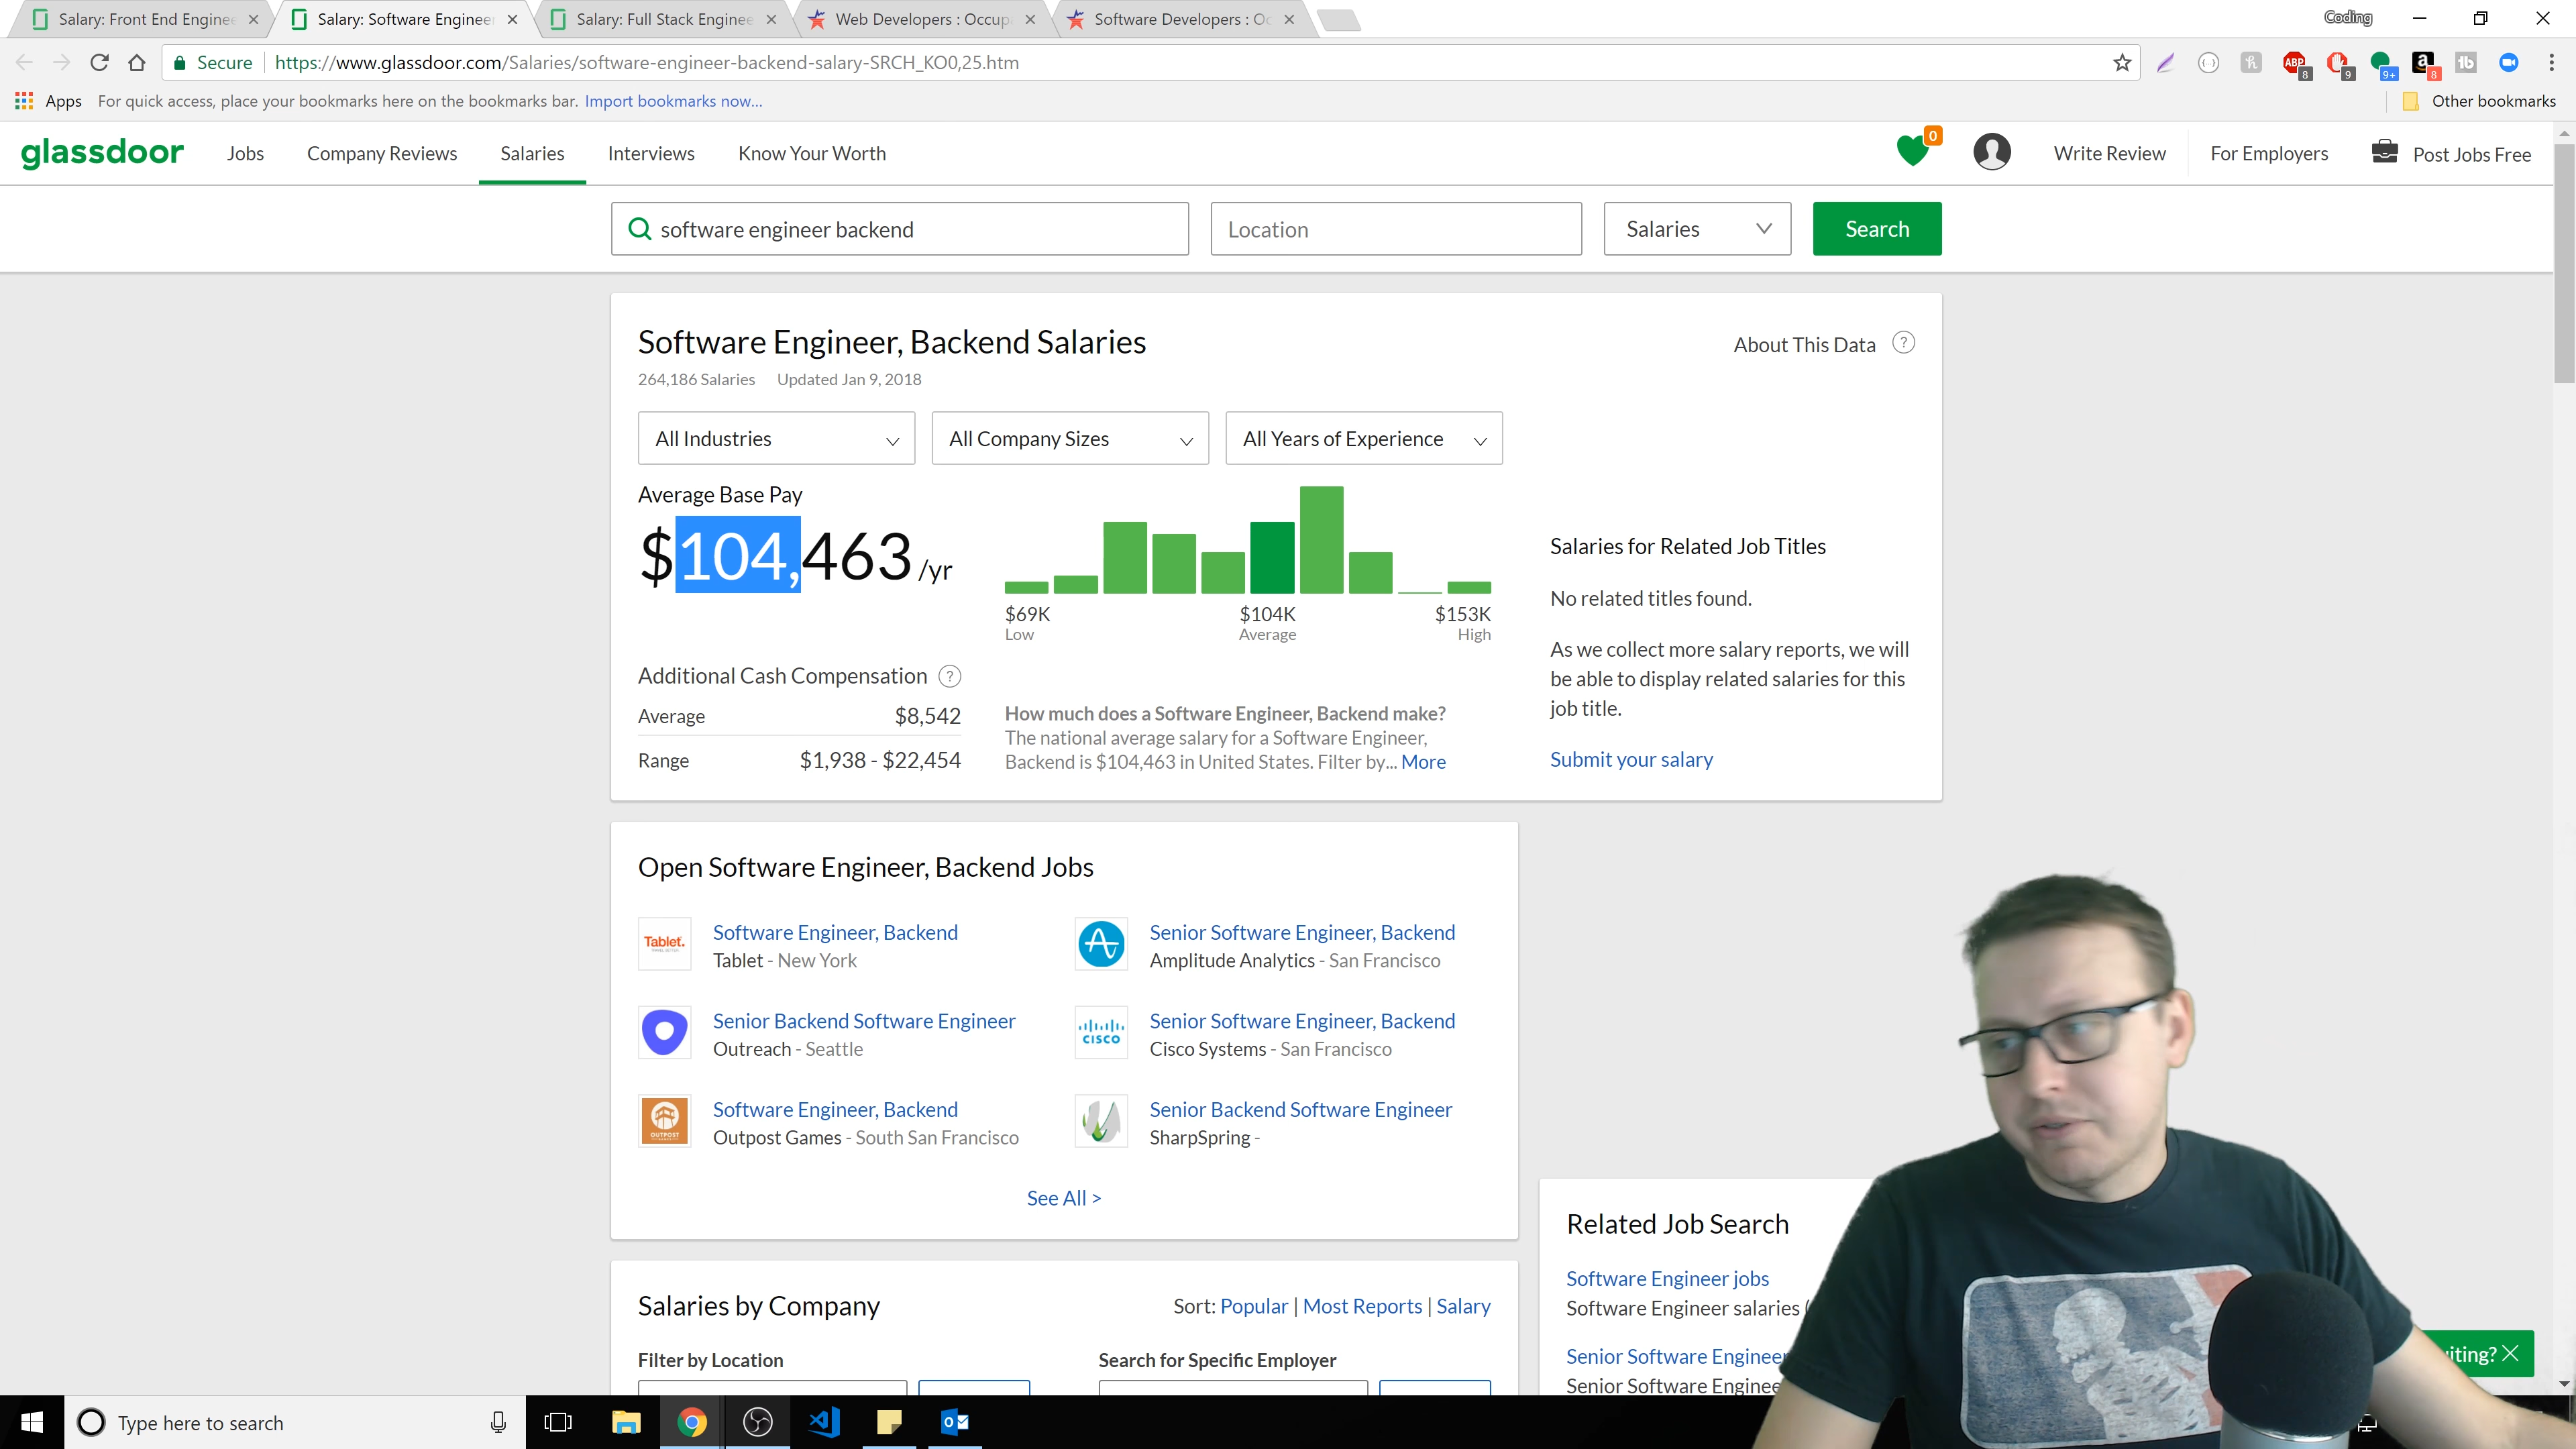 Salary: Front End Enginee
Salary: Software Engineer
Salary: Full Stack Enginee
Web Developers : Occup
Software Developers : Oc
Coding
Secure
https://www.glassdoor.com/Salaries/software-engineer-backend-salary-SRCH_KO0,25.htm
ABP
8
9
9+
a
8
Apps
For quick access, place your bookmarks here on the bookmarks bar. Import bookmarks now...
Other bookmarks
glassdoor
Jobs
Company Reviews
Salaries
Interviews
Know Your Worth
0
Write Review
For Employers
Post Jobs Free
software engineer backend
Location
Salaries
Search
Software Engineer, Backend Salaries
About This Data ?
264,186 Salaries
Updated Jan 9, 2018
All Industries
All Company Sizes
All Years of Experience
Average Base Pay
$104,463 /yr
$69K
Low
$104K
Average
$153K
High
Additional Cash Compensation ?
Average $8,542
Range $1,938 - $22,454
How much does a Software Engineer, Backend make?
The national average salary for a Software Engineer,
Backend is $104,463 in United States. Filter by... More
Salaries for Related Job Titles
No related titles found.
As we collect more salary reports, we will
be able to display related salaries for this
job title.
Submit your salary
Open Software Engineer, Backend Jobs
Tablet.
Software Engineer, Backend
Tablet - New York
Senior Software Engineer, Backend
Amplitude Analytics - San Francisco
Senior Backend Software Engineer
Outreach - Seattle
CISCO
Senior Software Engineer, Backend
Cisco Systems - San Francisco
OUTPOST
Software Engineer, Backend
Outpost Games - South San Francisco
Senior Backend Software Engineer
SharpSpring -
See All >
Salaries by Company
Sort: Popular | Most Reports | Salary
Filter by Location
Search for Specific Employer
Related Job Search
Software Engineer jobs
Software Engineer salaries (
Senior Software Engineer
Senior Software Enginee
iting?
Type here to search